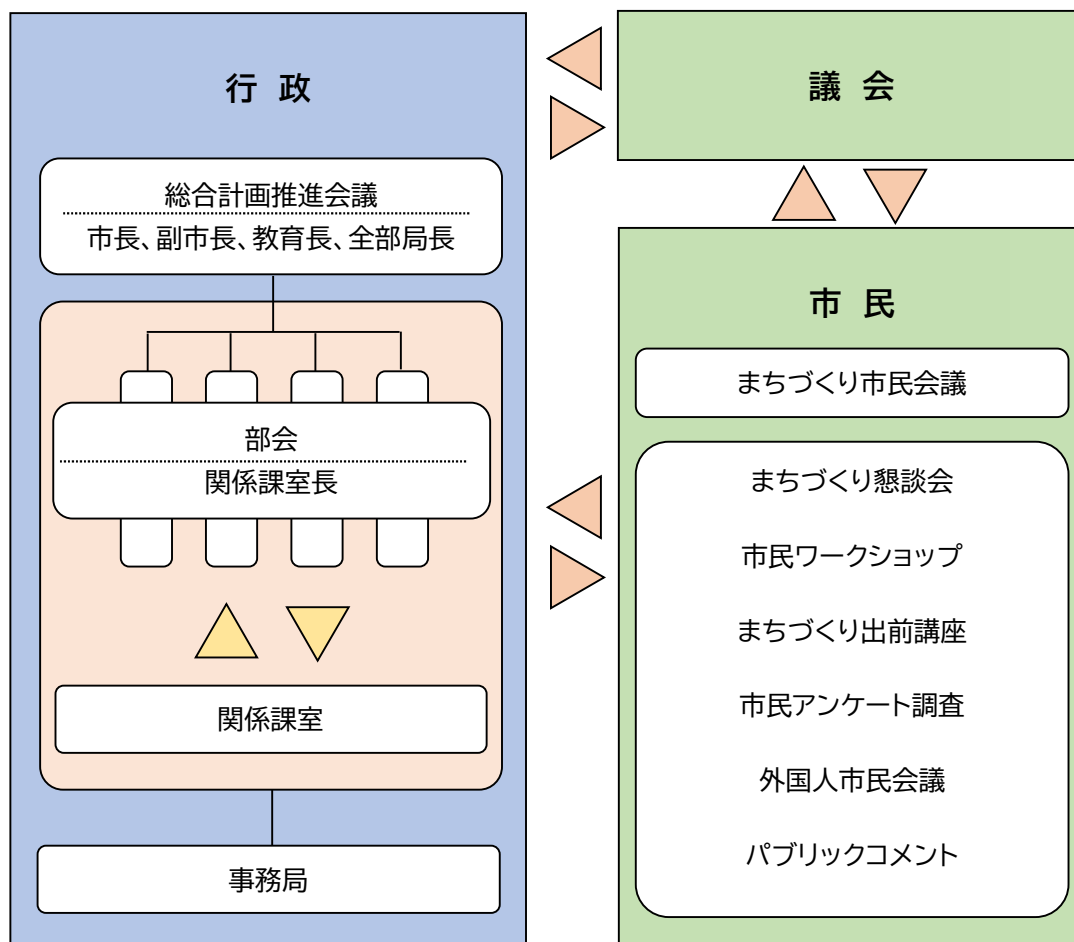 行 政
総合計画推進会議
市長、副市長、教育長、全部局長
部会
関係課室長
関係課室
事務局
議 会
市 民
まちづくり市民会議
まちづくり懇談会
市民ワークショップ
まちづくり出前講座
市民アンケート調査
外国人市民会議
パブリックコメント